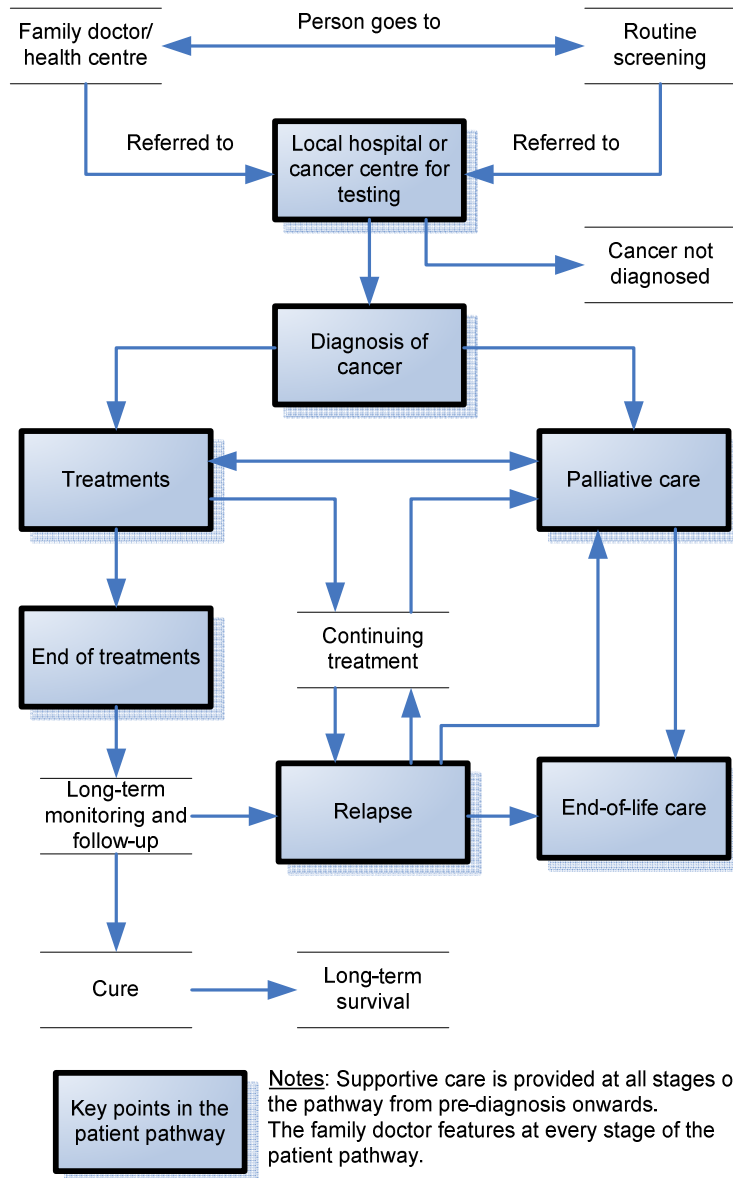 Person goes to
Family doctor/
health centre
Routine
screening
Referred to
Local hospital or
cancer centre for
testing
Referred to
Cancer not
diagnosed
Diagnosis of
cancer
Treatments
Palliative care
Continuing
treatment
End of treatments
Long-term
monitoring and
follow-up
Relapse
End-of-life care
Cure
Long-term
survival
Key points in the
patient pathway
Notes: Supportive care is provided at all stages o
the pathway from pre-diagnosis onwards.
The family doctor features at every stage of the
patient pathway.